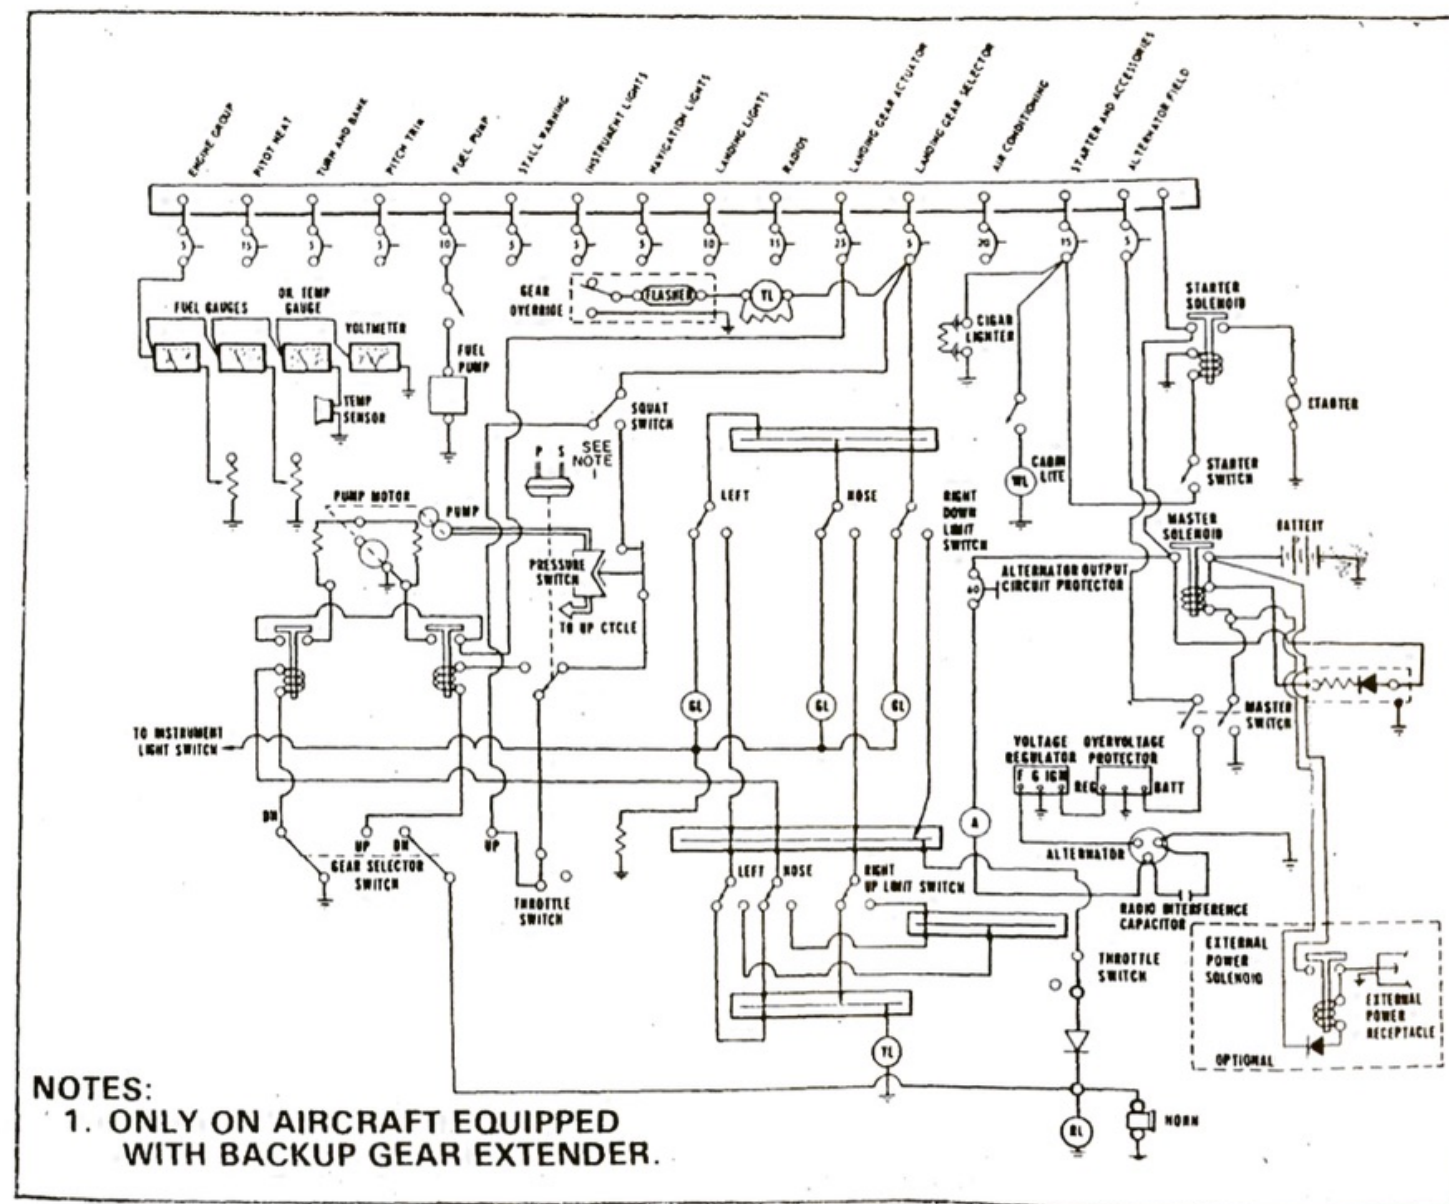 ENGINE GROUP
PITOT HEAT
TURN AND BANK
PITCH TRIM
FUEL PUMP
STALL WARNING
INSTRUMENT LIGHTS
NAVIGATION LIGHTS
LANDING LIGHTS
RADIOS
LANDING GEAR ACTUATOR
LANDING GEAR SELECTOR
AIR CONDITIONING
STARTER AND ACCESSORIES
ALTERNATOR FIELD
5
15
5
5
10
5
5
5
10
15
25
5
20
15
5
FUEL GAUGES
OIL TEMP
GAUGE
VOLTMETER
TEMP
SENSOR
FUEL
PUMP
GEAR
OVERRIDE
FLASHER
YL
CIGAR
LIGHTER
STARTER
SOLENOID
STARTER
SQUAT
SWITCH
P S
SEE
NOTE
1
CABIN
LITE
WL
STARTER
SWITCH
PUMP MOTOR
PUMP
PRESSURE
SWITCH
TO UP CYCLE
LEFT
NOSE
RIGHT
DOWN
LIMIT
SWITCH
MASTER
SOLENOID
BATTERY
60
ALTERNATOR OUTPUT
CIRCUIT PROTECTOR
GL
GL
GL
TO INSTRUMENT
LIGHT SWITCH
MASTER
SWITCH
VOLTAGE
REGULATOR
F G IGN
OVERVOLTAGE
PROTECTOR
REG
BATT
DN
UP
DN
UP
GEAR SELECTOR
SWITCH
THROTTLE
SWITCH
LEFT
NOSE
RIGHT
UP LIMIT SWITCH
A
ALTERNATOR
RADIO INTERFERENCE
CAPACITOR
THROTTLE
SWITCH
EXTERNAL
POWER
SOLENOID
EXTERNAL
POWER
RECEPTACLE
OPTIONAL
YL
RL
HORN
NOTES:
1. ONLY ON AIRCRAFT EQUIPPED
WITH BACKUP GEAR EXTENDER.